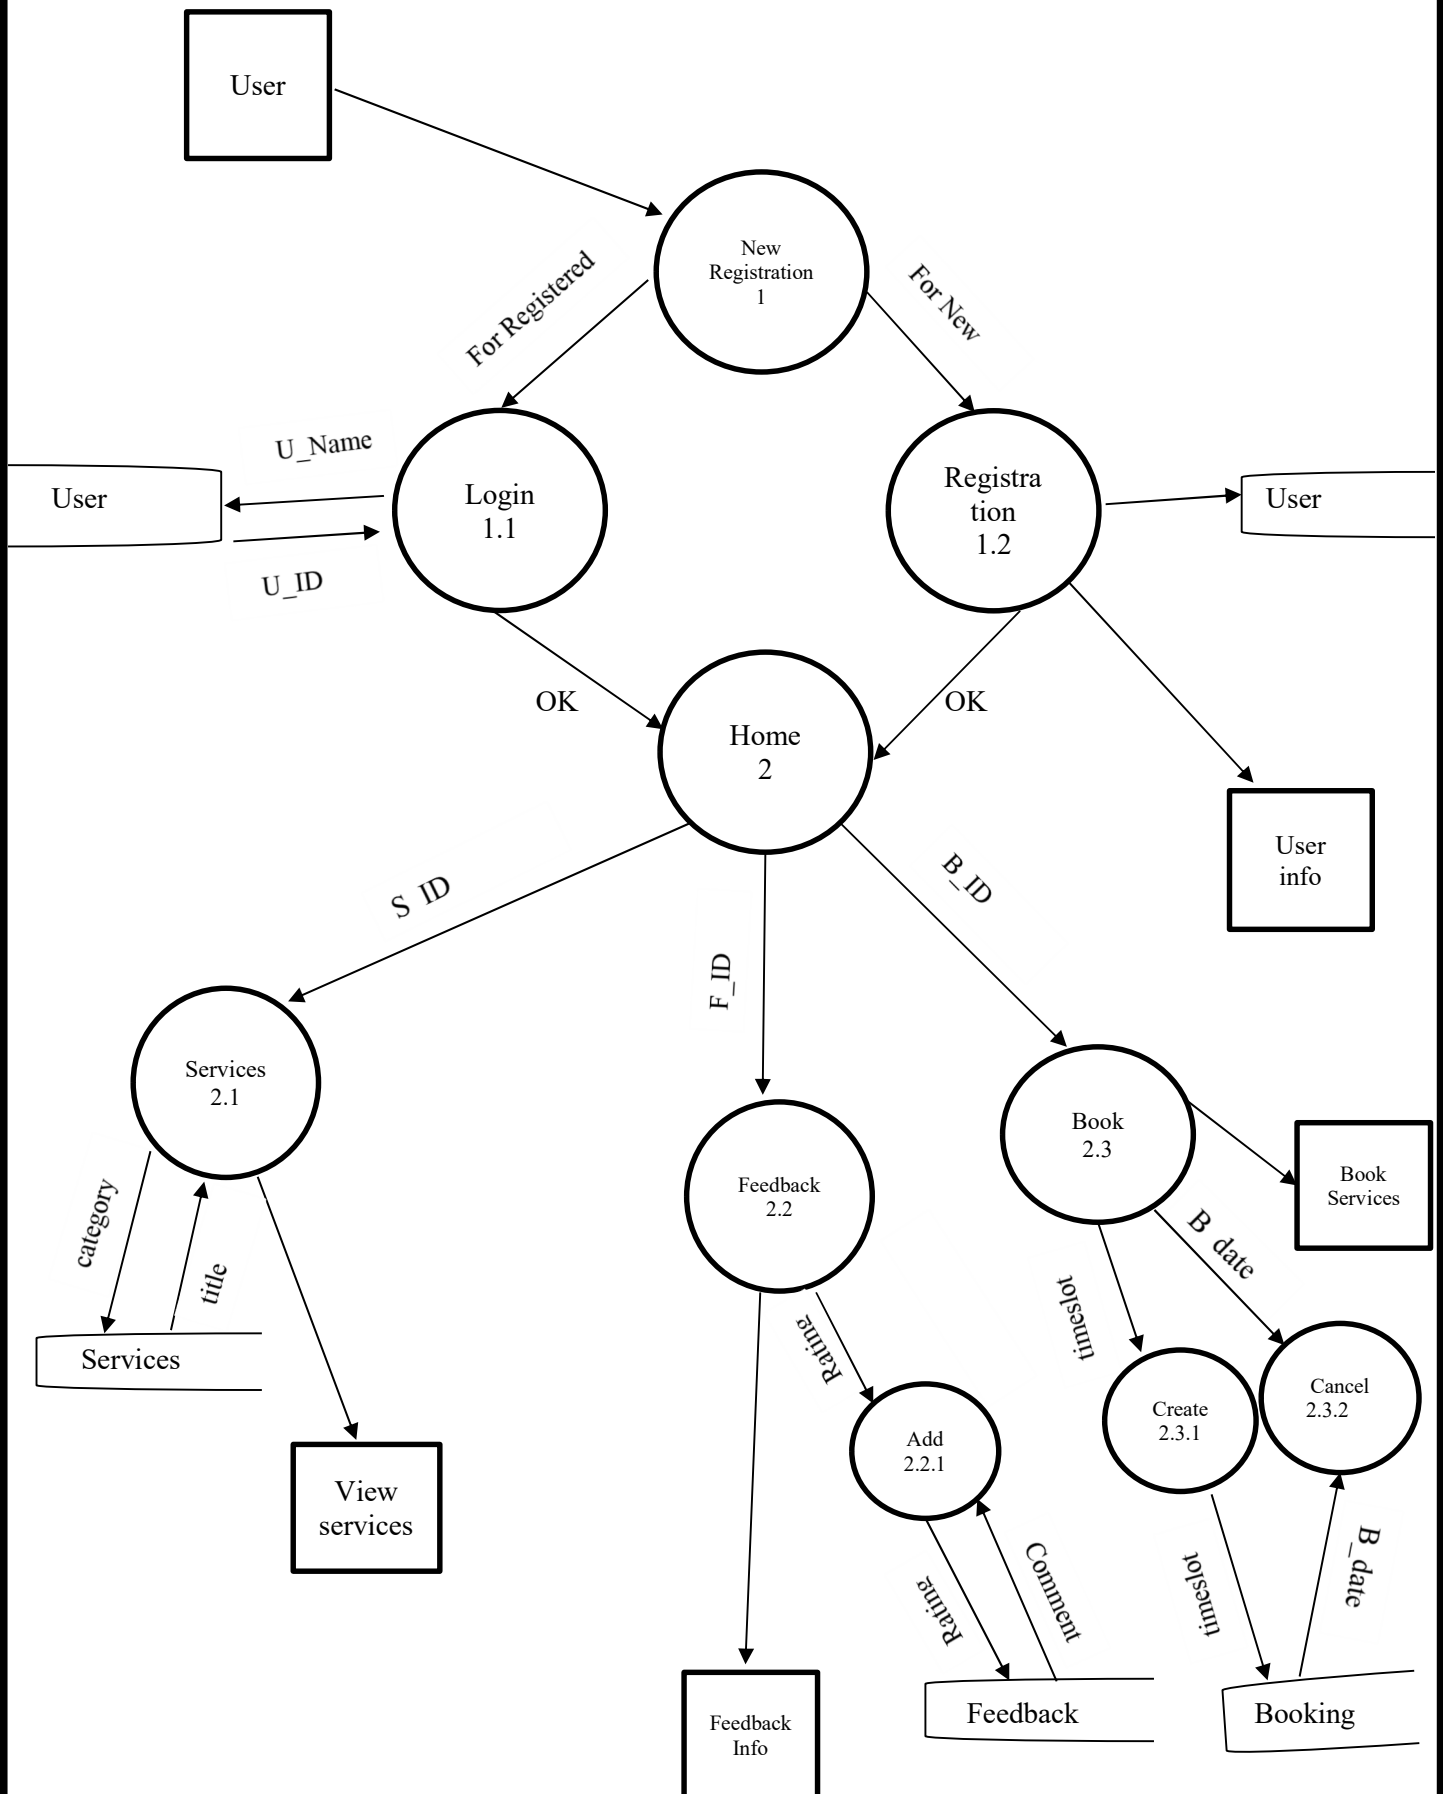 User
New
Registration
1
For Registered
For New
U_Name
User
Login
1.1
U_ID
Registra
tion
1.2
User
OK
OK
Home
2
User
info
S ID
F_ID
B_ID
Services
2.1
Feedback
2.2
Book
2.3
Book
Services
category
title
Services
View
services
Rating
timeslot
B date
Add
2.2.1
Create
2.3.1
Cancel
2.3.2
Rating
Comment
timeslot
B_date
Feedback
Info
Feedback
Booking